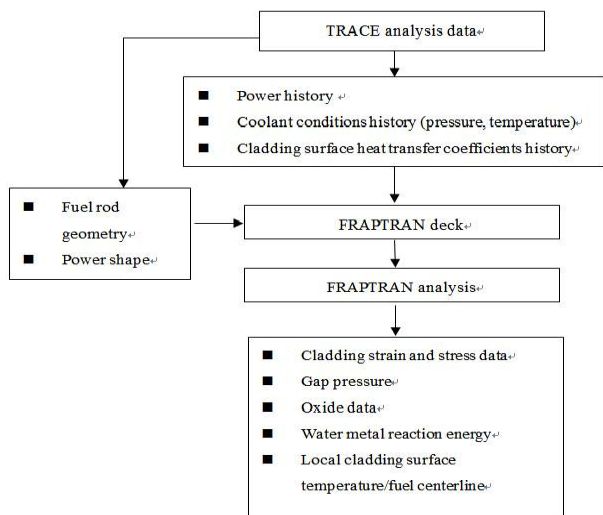 TRACE analysis data
Power history
Coolant conditions history (pressure, temperature)
Cladding surface heat transfer coefficients history
Fuel rod
geometry
Power shape
FRAPTRAN deck
FRAPTRAN analysis
Cladding strain and stress data
Gap pressure
Oxide data
Water metal reaction energy
Local cladding surface
temperature/fuel centerline